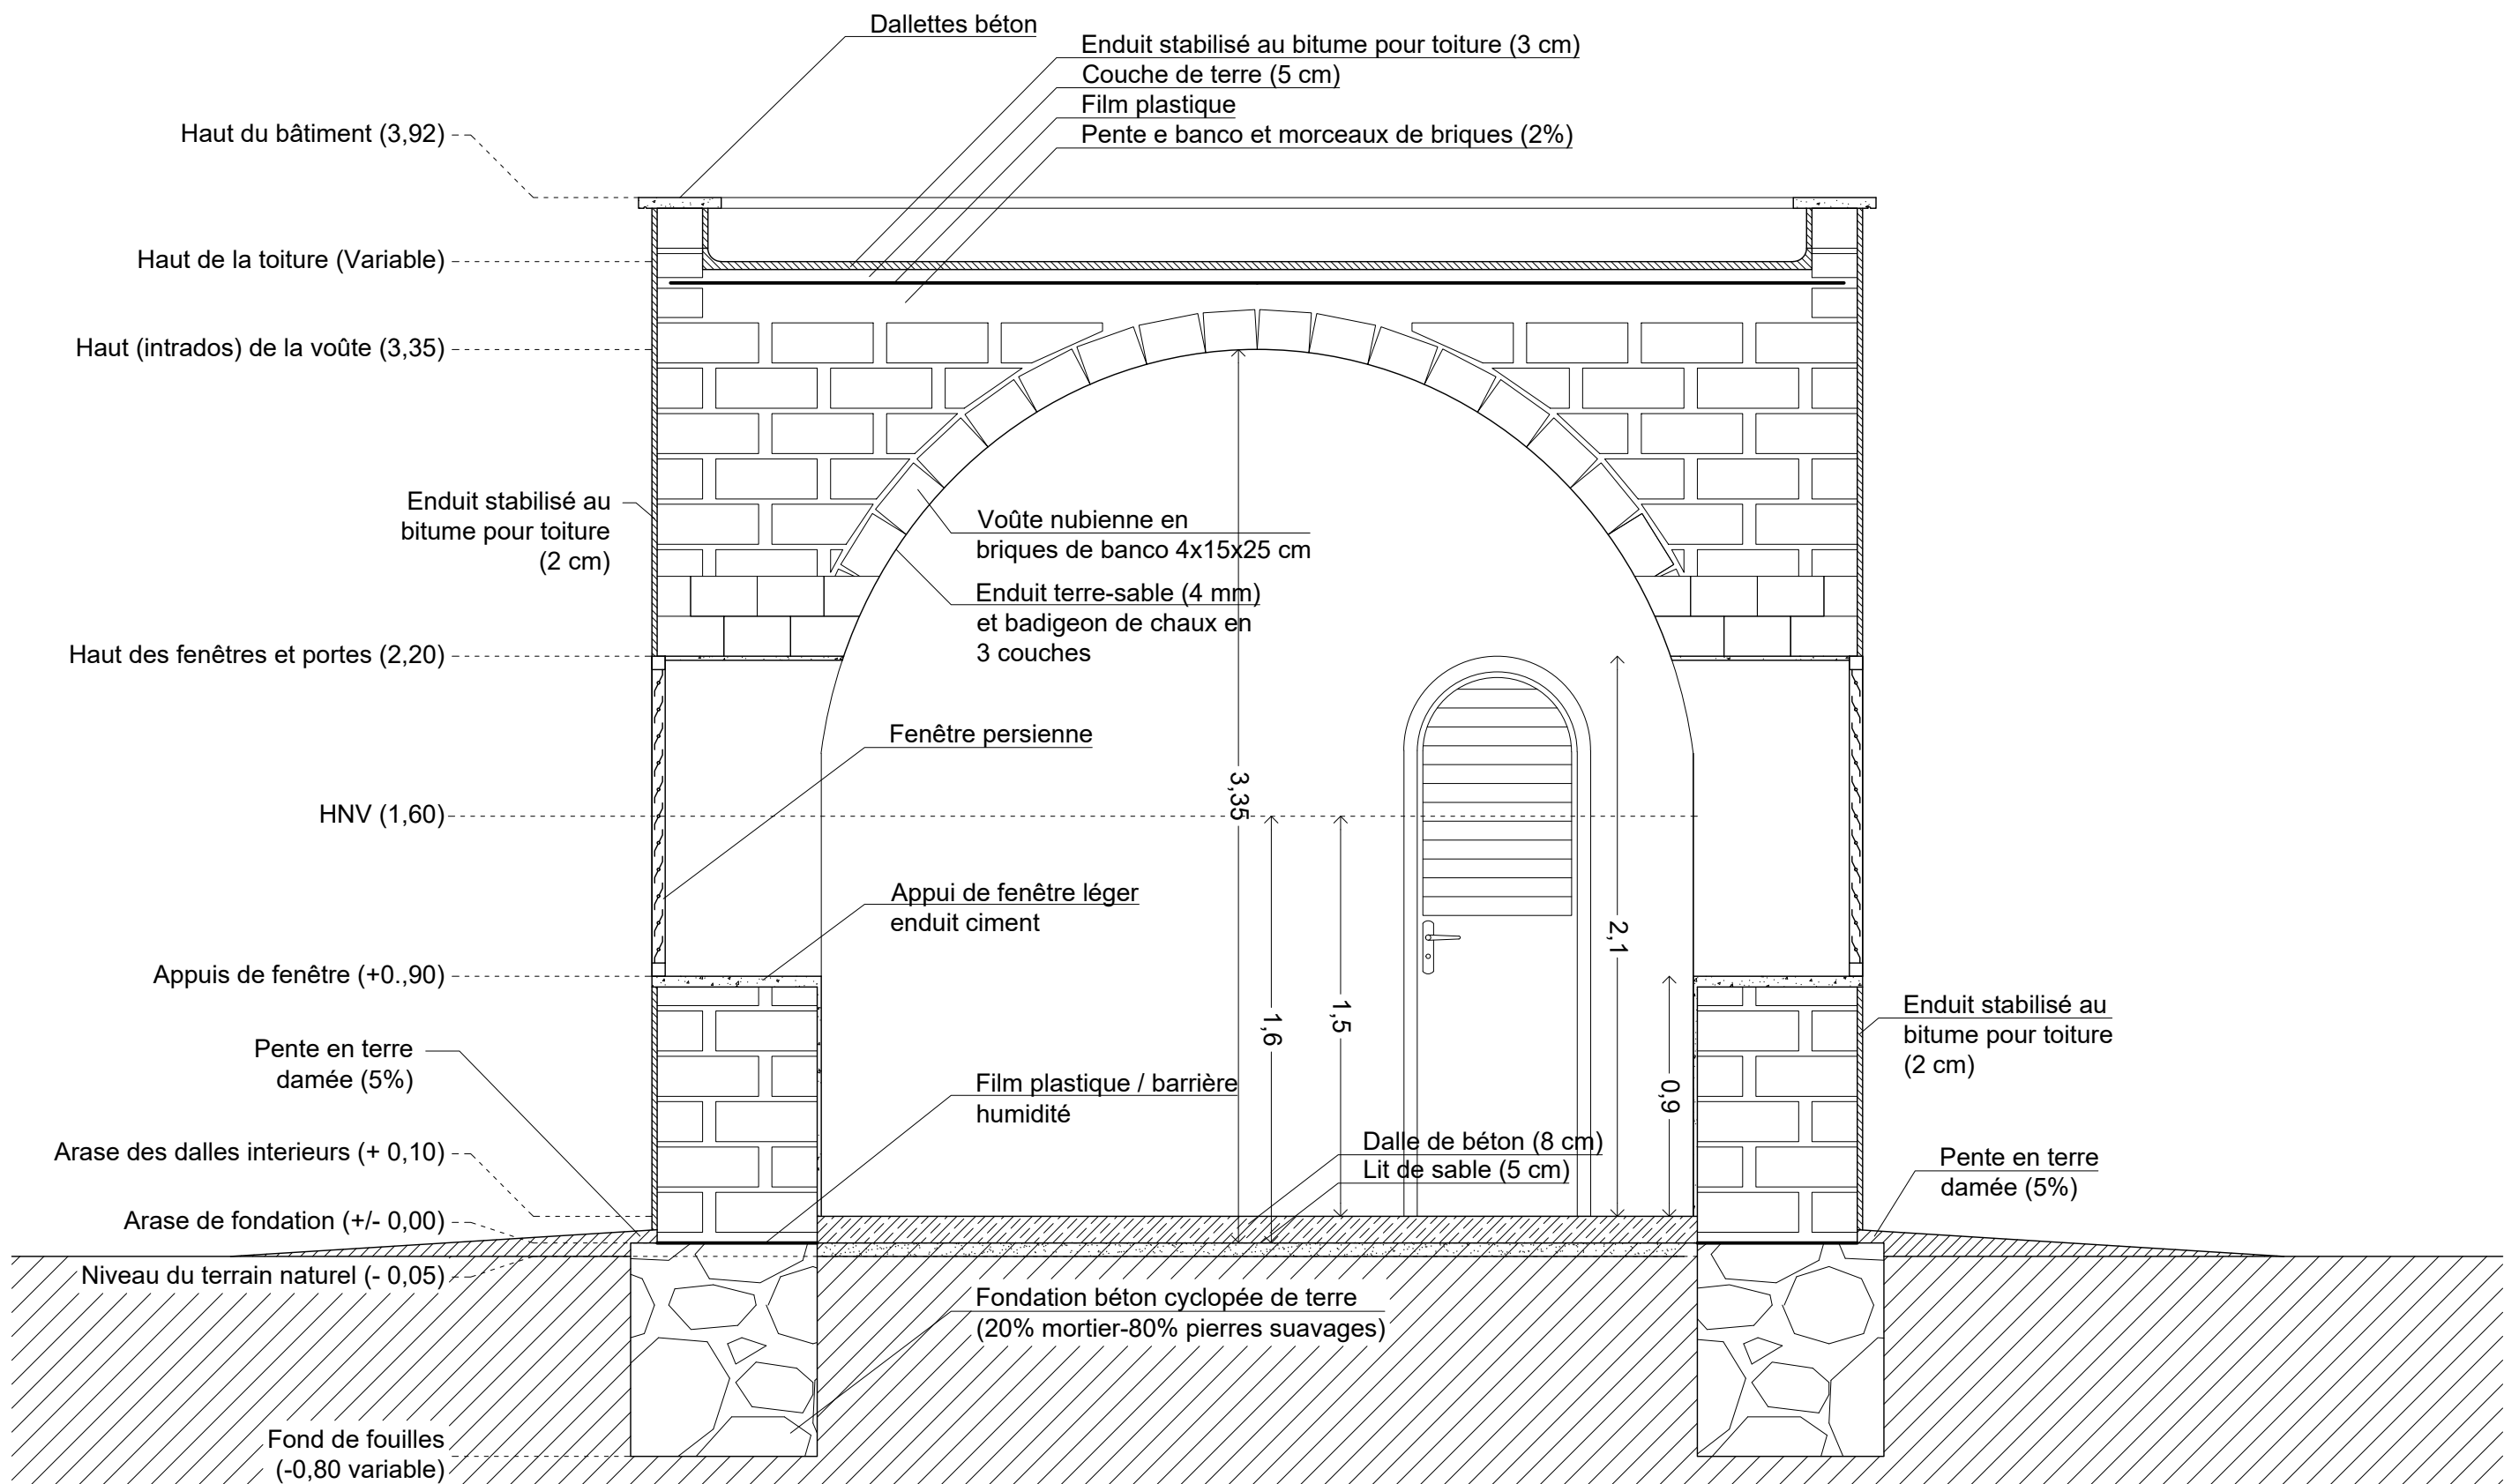 Dallettes béton
Enduit stabilisé au bitume pour toiture (3 cm)
Couche de terre (5 cm)
Film plastique
Pente e banco et morceaux de briques (2%)
Haut du bâtiment (3,92)
Haut de la toiture (Variable)
Haut (intrados) de la voûte (3,35)
Enduit stabilisé au
bitume pour toiture
(2 cm)
Voûte nubienne en
briques de banco 4x15x25 cm
Enduit terre-sable (4 mm)
et badigeon de chaux en
3 couches
Haut des fenêtres et portes (2,20)
Fenêtre persienne
3,35
HNV (1,60)
Appui de fenêtre léger
enduit ciment
2,1
Appuis de fenêtre (+0.,90)
1,6
1,5
0,9
Enduit stabilisé au
bitume pour toiture
(2 cm)
Pente en terre
damée (5%)
Film plastique / barrière
humidité
Dalle de béton (8 cm)
Lit de sable (5 cm)
Arase des dalles interieurs (+ 0,10)
Pente en terre
damée (5%)
Arase de fondation (+/- 0,00)
Niveau du terrain naturel (- 0,05)
Fondation béton cyclopée de terre
(20% mortier-80% pierres suavages)
Fond de fouilles
(-0,80 variable)